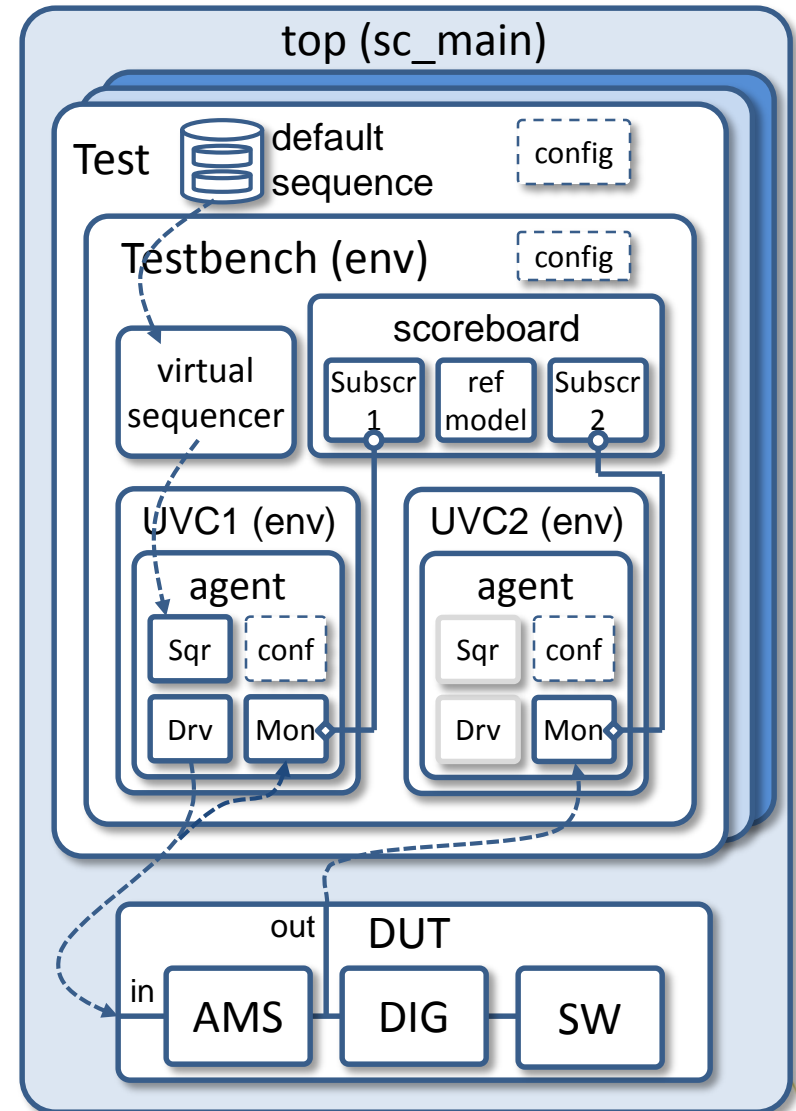 top (sc_main)
Test
default
sequence
config
Testbench (env)
config
virtual
sequencer
scoreboard
Subscr
1
ref
model
Subscr
2
UVC1 (env)
agent
Sqr
conf
Drv
Mon
UVC2 (env)
agent
Sqr
conf
Drv
Mon
out
DUT
in
AMS
DIG
SW